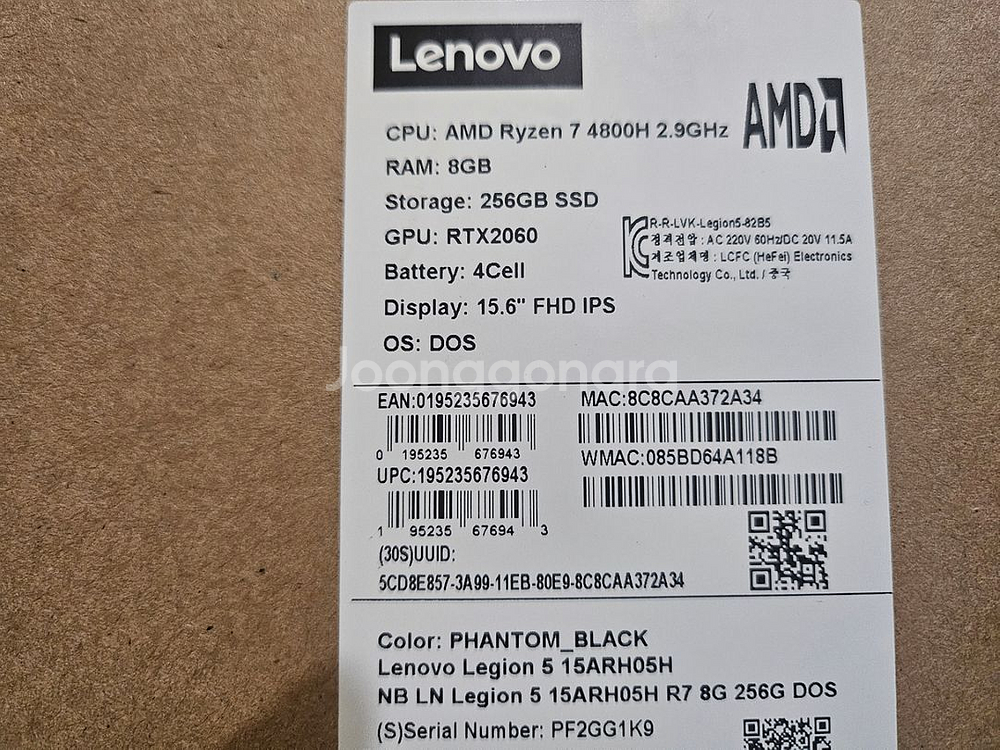 Lenovo
AMD
CPU: AMD Ryzen 7 4800H 2.9GHz
RAM: 8GB
Storage: 256GB SSD
GPU: RTX2060
Battery: 4Cell
Display: 15.6" FHD IPS
OS: DOS
R-R-LVK-Legion5-82B5
정격전압 : AC 220V 60Hz/DC 20V 11.5A
제조업체명 : LCFC (HeFei) Electronics
Technology Co., Ltd. / 중국
Joonggonara
EAN:0195235676943
0 195235 676943
UPC:195235676943
1 95235 67694 3
MAC:8C8CAA372A34
WMAC:085BD64A118B
(30S)UUID:
5CD8E857-3A99-11EB-80E9-8C8CAA372A34
Color: PHANTOM_BLACK
Lenovo Legion 5 15ARH05H
NB LN Legion 5 15ARH05H R7 8G 256G DOS
(S)Serial Number: PF2GG1K9